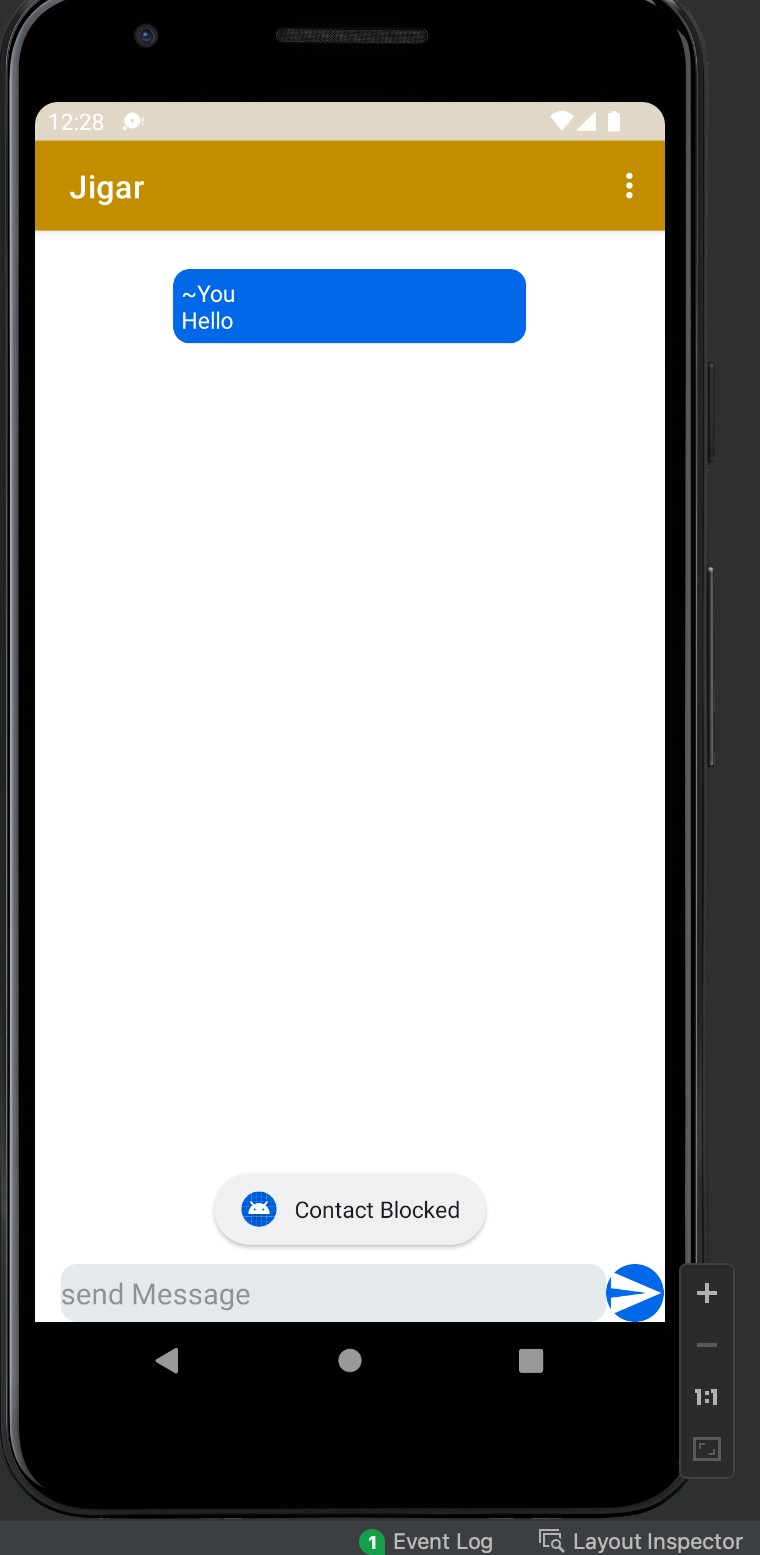 12:28
Jigar
~You
Hello
Contact Blocked
send Message
1:1
1 Event Log Layout Inspector